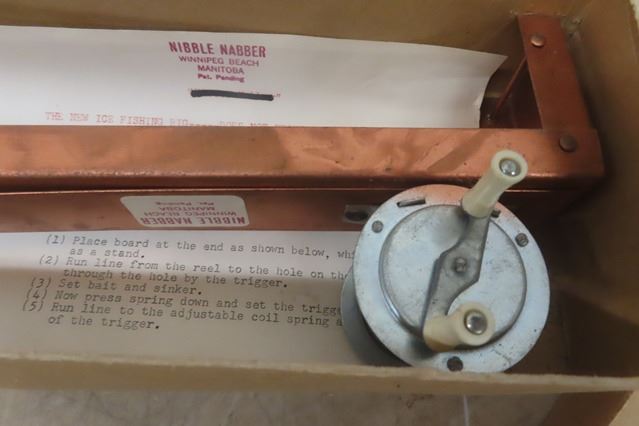 NIBBLE NABBER
WINNIPEG BEACH
MANITOBA
Pat. Pending
THE NEW ICE FISHING RIG.... DOES NOT
NIBBLE NABBER
WINNIPEG BEACH
MANITOBA
Pat. Pending
(1) Place board at the end as shown below,
as a stand.
(2) Run line from the reel to the hole on
through the hole by the trigger.
(3) Set bait and sinker.
(4) Now press spring down and set the
(5) Run line to the adjustable coil spring
of the trigger.